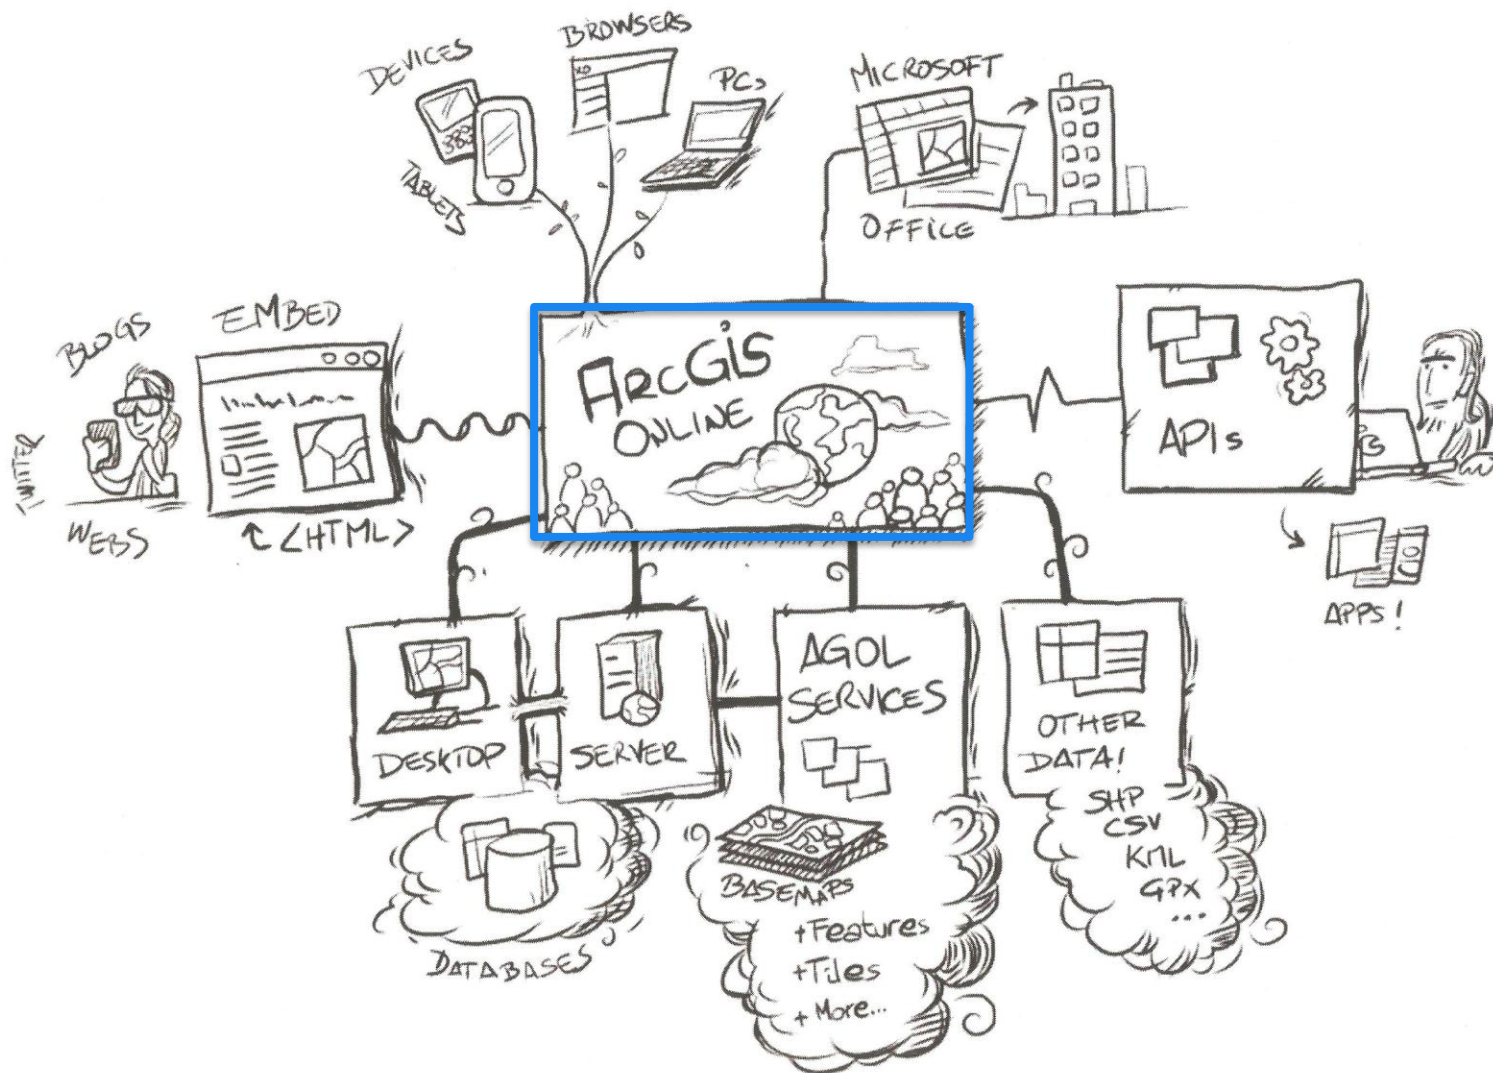 DEVICES
TABLETS
BROWSERS
PCs
MICROSOFT
OFFICE
BLOGS
TWITTER
WEBS
EMBED
<HTML>
ARCGIS
ONLINE
APIs
APPS!
DESKTOP
SERVER
AGOL
SERVICES
OTHER
DATA!
SHP
CSV
KML
GPX
...
DATABASES
BASEMAPS
+Features
+Tiles
+ More...